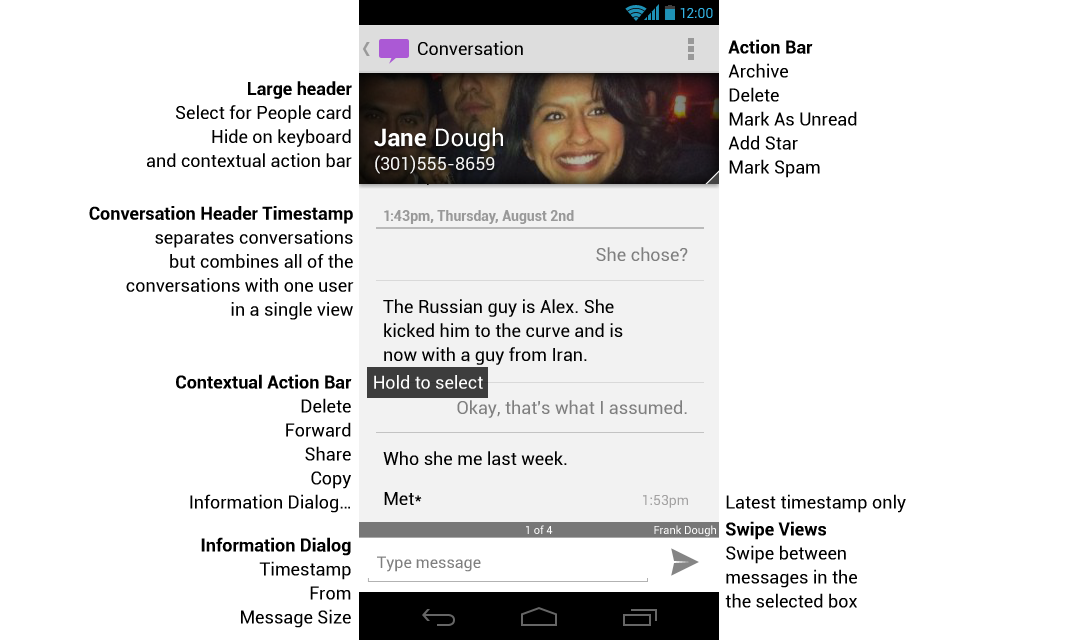 12:00
Conversation
Large header
Select for People card
Hide on keyboard
and contextual action bar
Jane Dough
(301)555-8659
Action Bar
Archive
Delete
Mark As Unread
Add Star
Mark Spam
Conversation Header Timestamp
separates conversations
but combines all of the
conversations with one user
in a single view
1:43pm, Thursday, August 2nd
She chose?
The Russian guy is Alex. She
kicked him to the curve and is
now with a guy from Iran.
Hold to select
Okay, that's what I assumed.
Who she me last week.
Met*
1:53pm
Contextual Action Bar
Delete
Forward
Share
Copy
Information Dialog…
Latest timestamp only
1 of 4
Frank Dough
Type message
Information Dialog
Timestamp
From
Message Size
Swipe Views
Swipe between
messages in the
the selected box